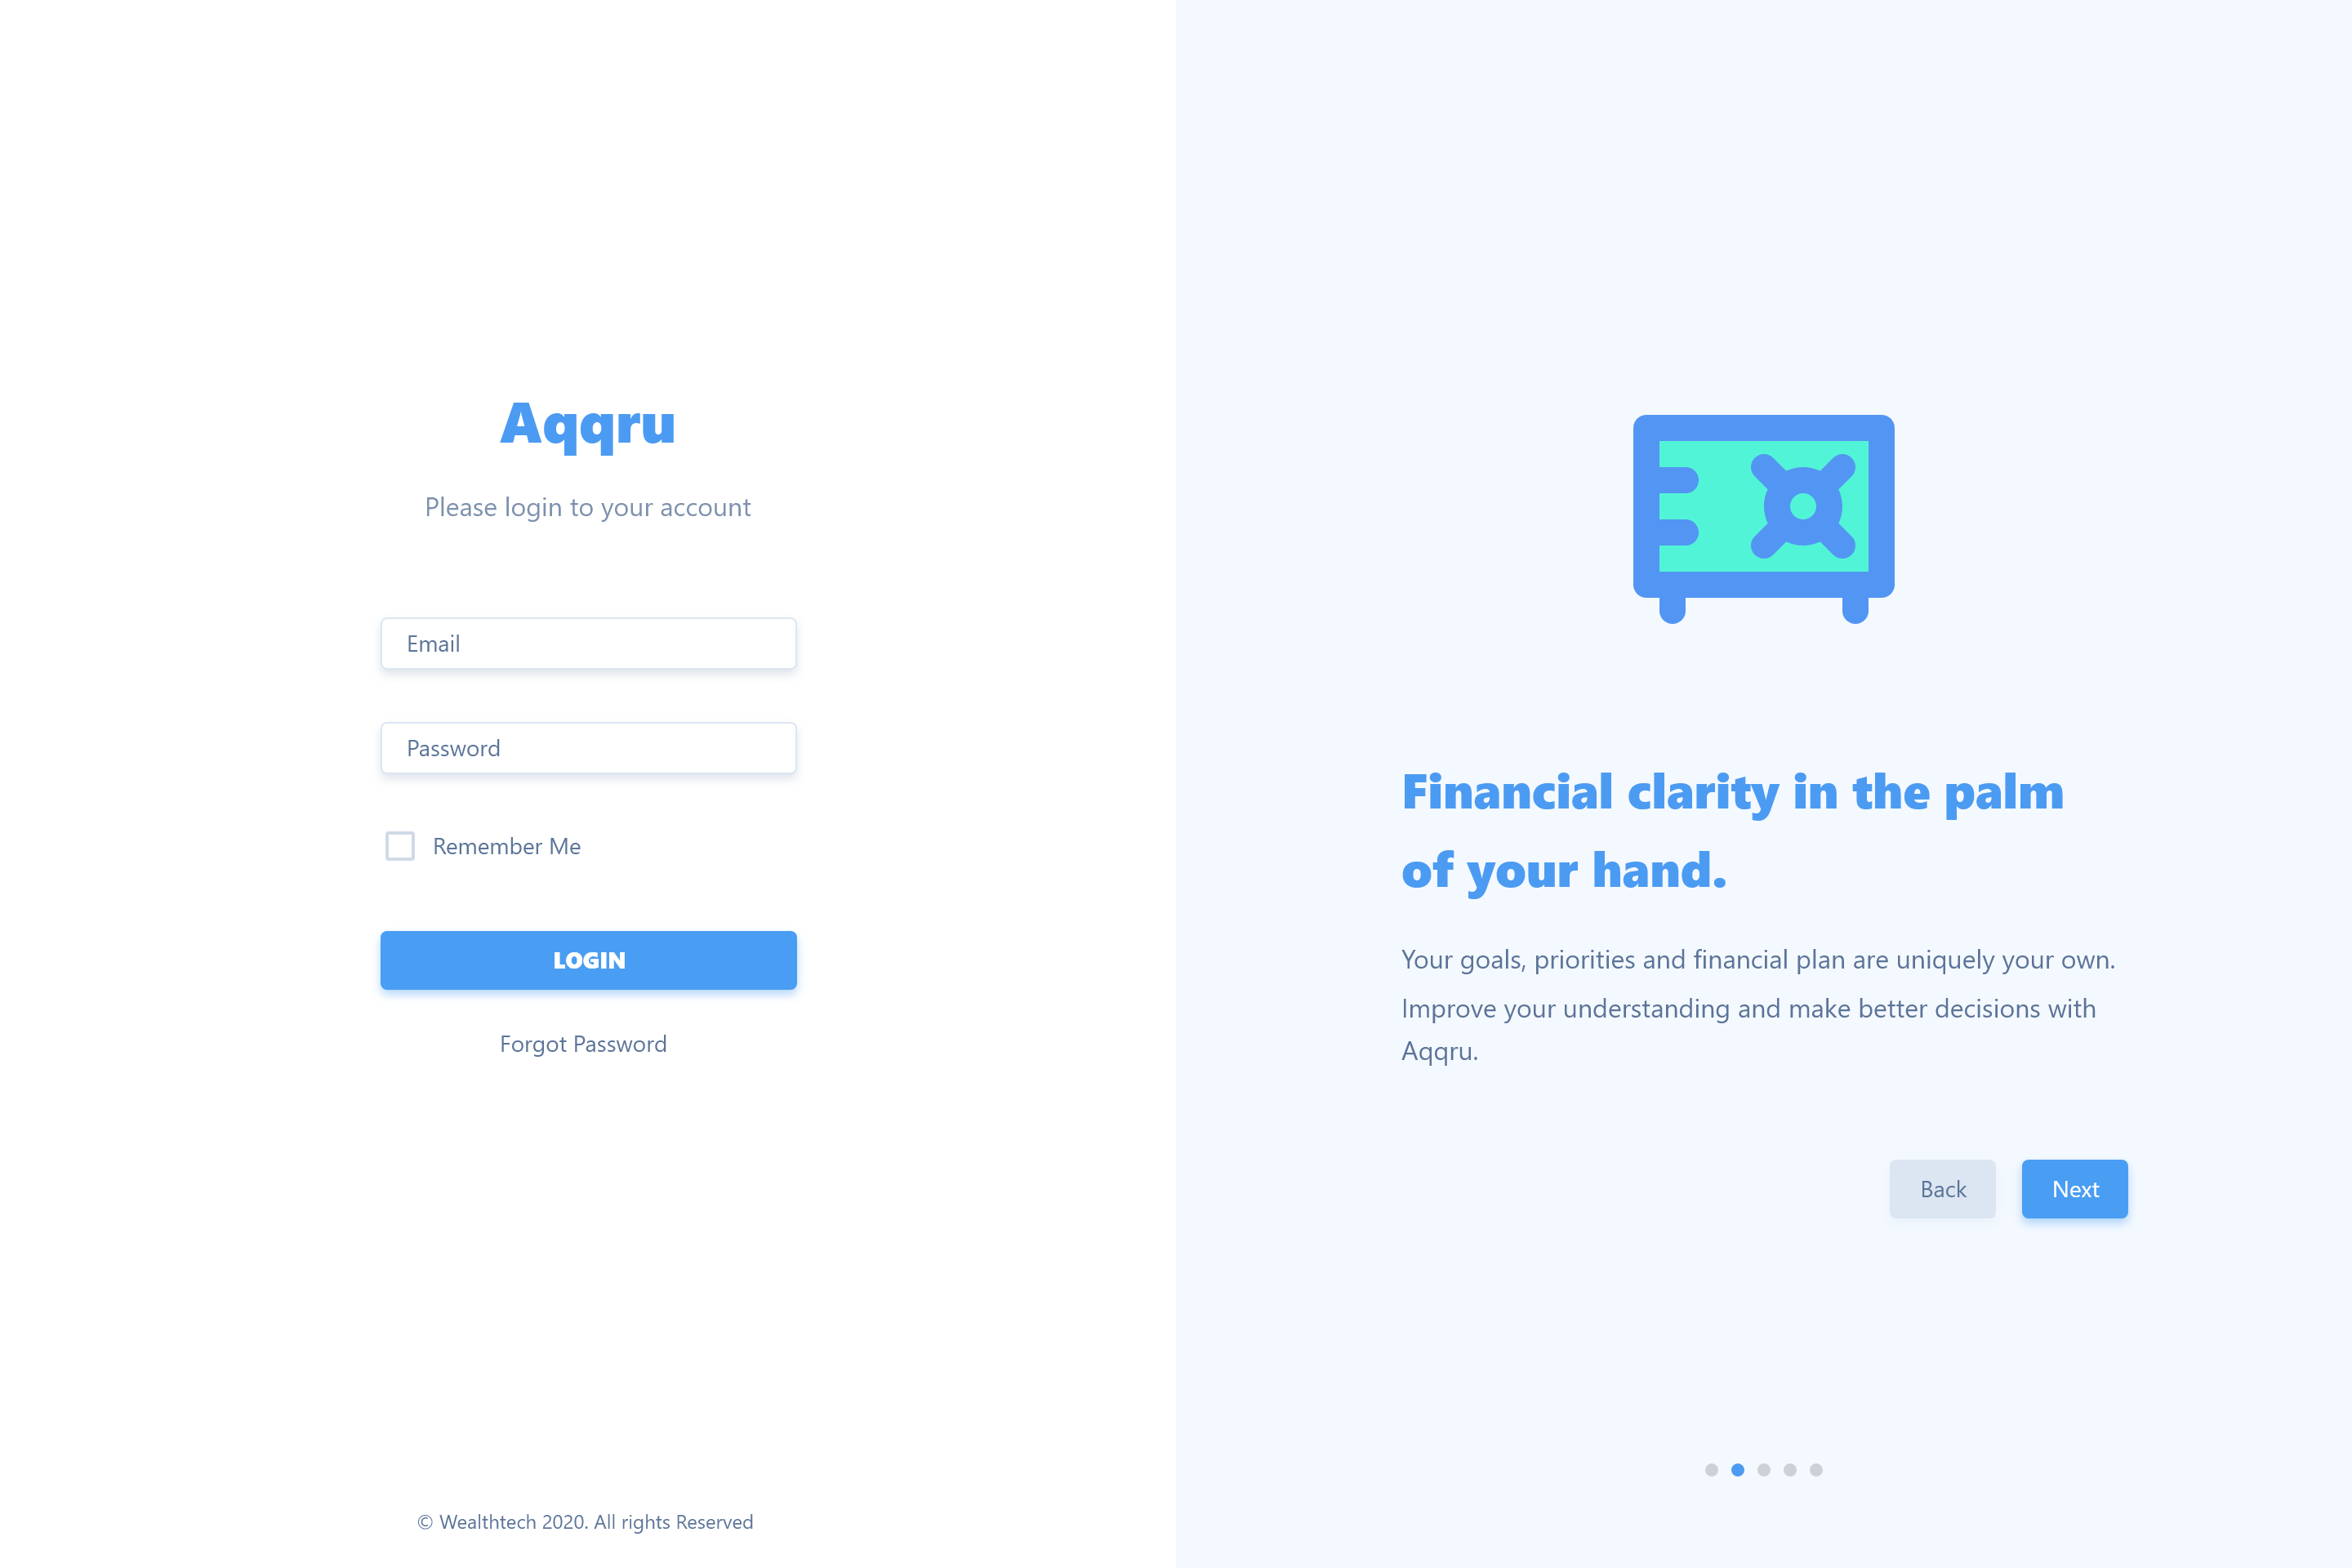 Aqqru
Please login to your account
Email
Password
Remember Me
LOGIN
Forgot Password
© Wealthtech 2020. All rights Reserved
Financial clarity in the palm
of your hand.
Your goals, priorities and financial plan are uniquely your own.
Improve your understanding and make better decisions with
Aqqru.
Back
Next